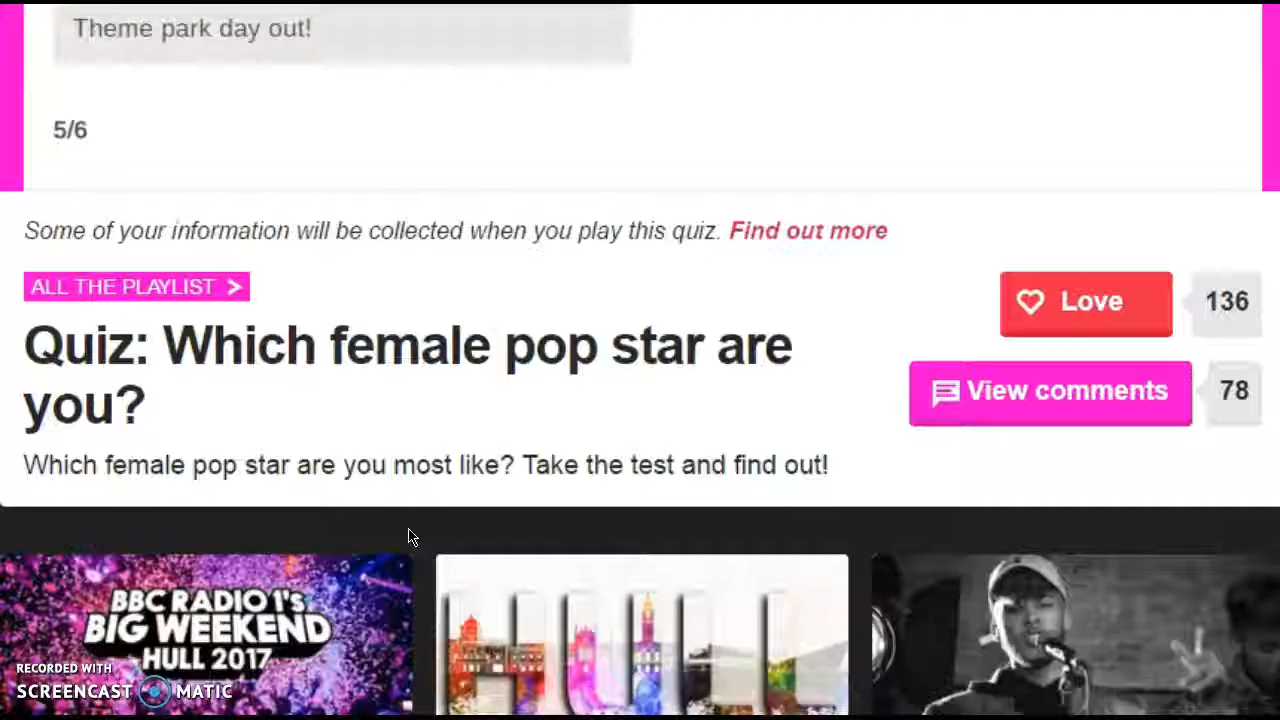 Theme park day out!
5/6
Some of your information will be collected when you play this quiz. Find out more
ALL THE PLAYLIST >
Love 136
Quiz: Which female pop star are
you?
View comments 78
Which female pop star are you most like? Take the test and find out!
BBC RADIO 1's
BIG WEEKEND
HULL 2017
HULL
RECORDED WITH
SCREENCAST MATIC